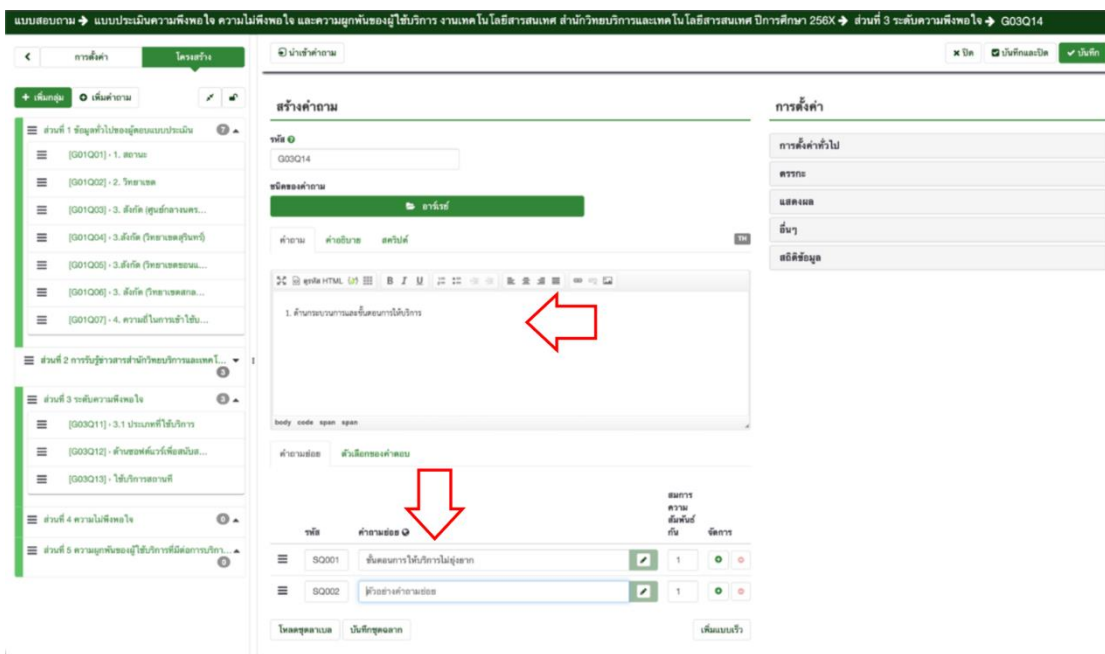 แบบสอบถาม → แบบประเมินความพึงพอใจ ความไม่พึงพอใจ และความผูกพันของผู้ใช้บริการ งานเทคโนโลยีสารสนเทศ สำนักวิทยบริการและเทคโนโลยีสารสนเทศ ปีการศึกษา 256X → ส่วนที่ 3 ระดับความพึงพอใจ → G03Q14
การตั้งค่า โครงสร้าง
นำเข้าคำถาม
ปิด บันทึกและปิด บันทึก
เพิ่มกลุ่ม เพิ่มคำถาม
ส่วนที่ 1 ข้อมูลทั่วไปของผู้ตอบแบบประเมิน 7
[G01Q01] - 1. สถานะ
[G01Q02] - 2. วิทยาเขต
[G01Q03] - 3. สังกัด (ศูนย์กลางนคร...
[G01Q04] - 3.สังกัด (วิทยาเขตสุรินทร์)
[G01Q05] - 3.สังกัด (วิทยาเขตขอนแ...
[G01Q06] - 3. สังกัด (วิทยาเขตสกล...
[G01Q07] - 4. ความถี่ในการเข้าใช้บ...
ส่วนที่ 2 การรับรู้ข่าวสารสำนักวิทยบริการและเทคโ...
3
ส่วนที่ 3 ระดับความพึงพอใจ 3
[G03Q11] - 3.1 ประเภทที่ใช้บริการ
[G03Q12] - ด้านซอฟต์แวร์เพื่อสนับส...
[G03Q13] - ใช้บริการสถานที่
ส่วนที่ 4 ความไม่พึงพอใจ 0
ส่วนที่ 5 ความผูกพันของผู้ใช้บริการที่มีต่อการบริกา...
0
สร้างคำถาม
รหัส
G03Q14
ชนิดของคำถาม
อาร์เรย์
คำถาม คำอธิบาย สคริปต์ TH
ดูรหัส HTML B I U
1. ด้านกระบวนการและขั้นตอนการให้บริการ
body code span span
คำถามย่อย ตัวเลือกของคำตอบ
รหัส คำถามย่อย สมการความสัมพันธ์กัน จัดการ
SQ001 ขั้นตอนการให้บริการไม่ยุ่งยาก 1
SQ002 ตัวอย่างคำถามย่อย 1
โหลดชุดลาเบล บันทึกชุดฉลาก เพิ่มแบบเร็ว
การตั้งค่า
การตั้งค่าทั่วไป
ตรรกะ
แสดงผล
อื่นๆ
สถิติข้อมูล